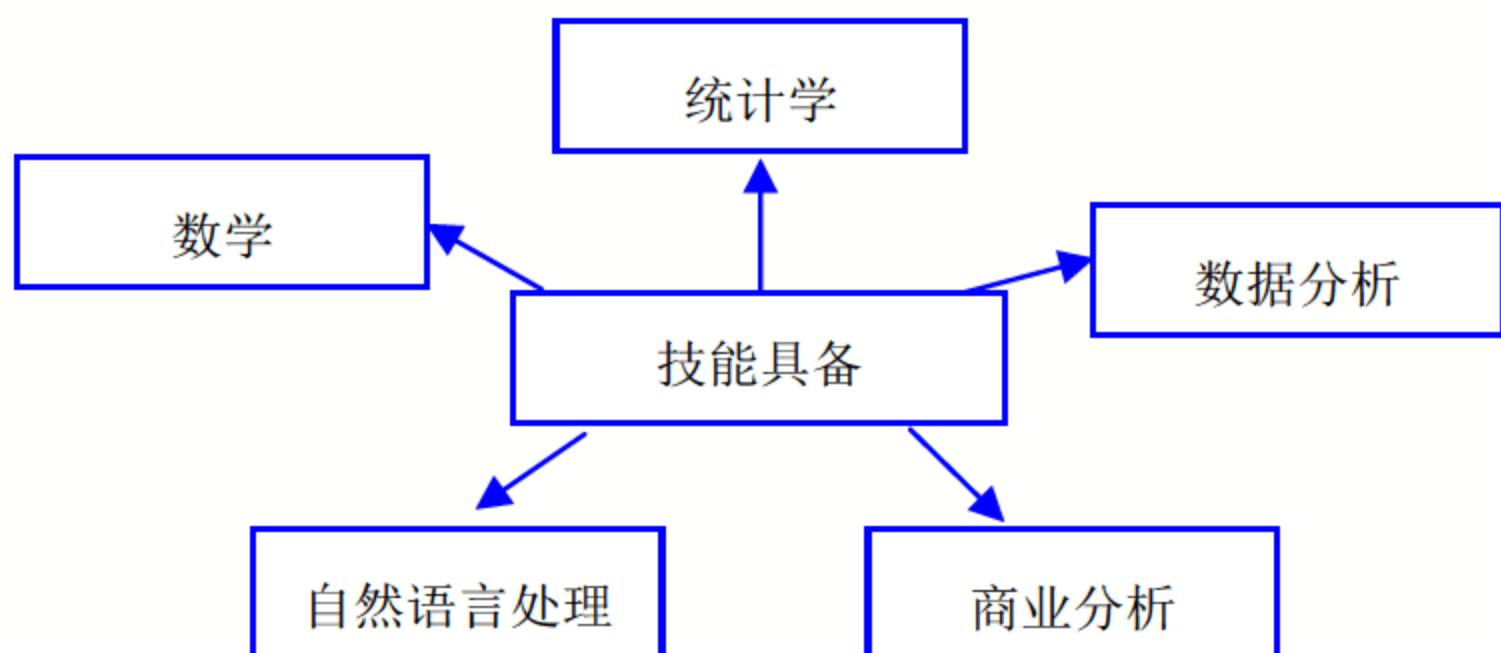 统计学
数学
数据分析
技能具备
自然语言处理
商业分析